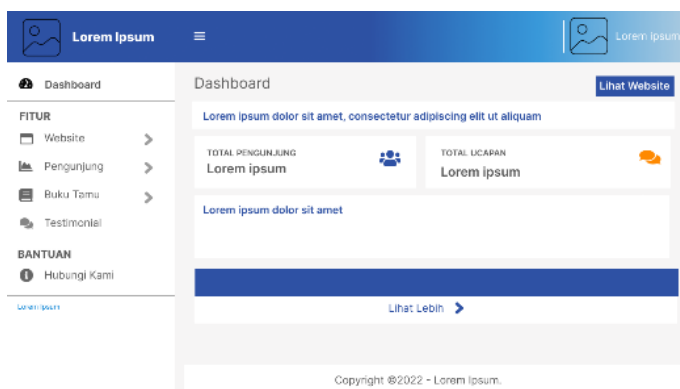 Lorem Ipsum
Lorem ipsum
Dashboard
FITUR
Website
Pengunjung
Buku Tamu
Testimonial
BANTUAN
Hubungi Kami
Lorem Ipsum
Dashboard
Lihat Website
Lorem ipsum dolor sit amet, consectetur adipiscing elit ut aliquam
TOTAL PENGUNJUNG
Lorem ipsum
TOTAL UCAPAN
Lorem ipsum
Lorem ipsum dolor sit amet
Lihat Lebih
Copyright ©2022 - Lorem Ipsum.